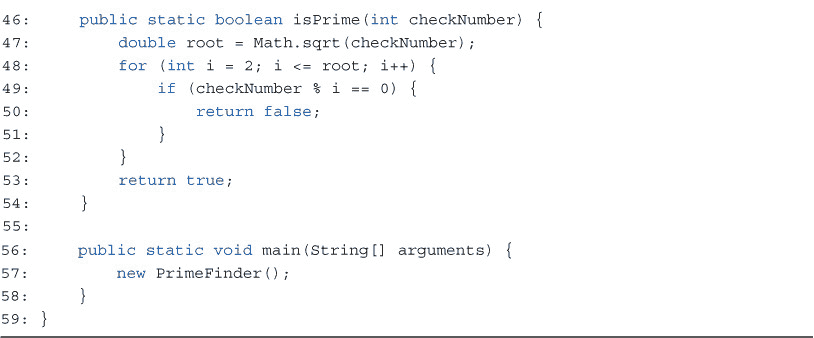 46:     public static boolean isPrime(int checkNumber) {
47:         double root = Math.sqrt(checkNumber);
48:         for (int i = 2; i <= root; i++) {
49:             if (checkNumber % i == 0) {
50:                 return false;
51:             }
52:         }
53:         return true;
54:     }
55:
56:     public static void main(String[] arguments) {
57:         new PrimeFinder();
58:     }
59: }